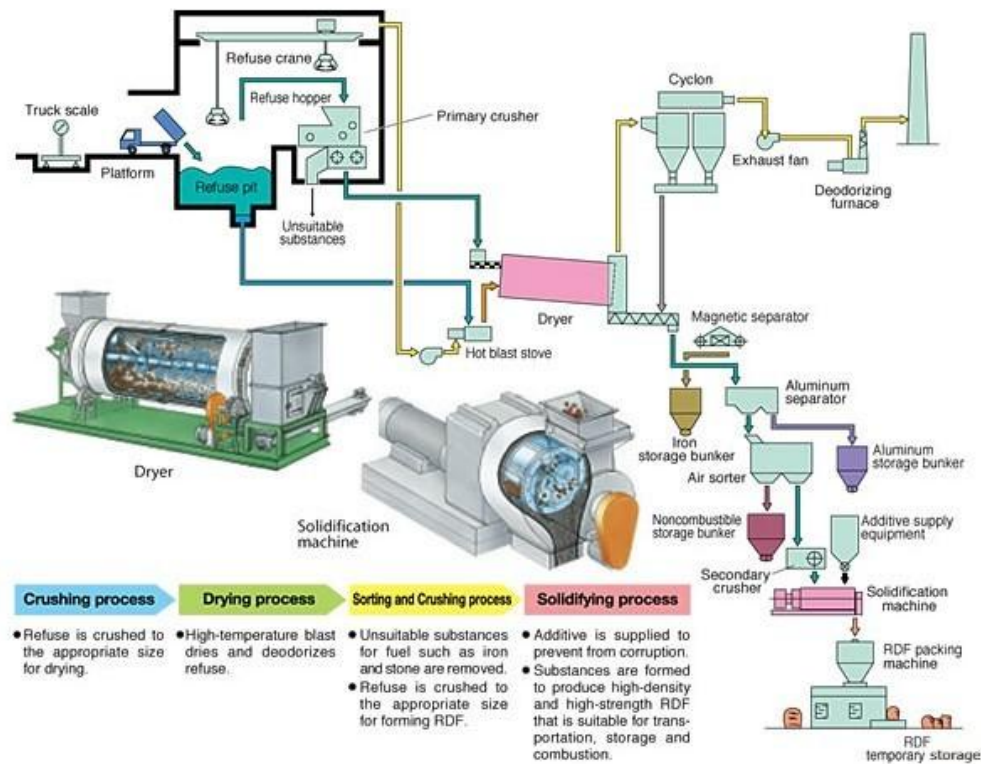 Refuse crane
Cyclon
Refuse hopper
Truck scale
Primary crusher
Exhaust fan
Platform
Deodorizing
furnace
Refuse pit
Unsuitable
substances
Dryer
Magnetic separator
Hot blast stove
Aluminum
separator
Iron
storage bunker
Aluminum
storage bunker
Air sorter
Dryer
Solidification
machine
Noncombustible
storage bunker
Additive supply
equipment
Secondary
crusher
Solidification
machine
RDF packing
machine
RDF
temporary storage
Crushing process
• Refuse is crushed to
the appropriate size
for drying.
Drying process
• High-temperature blast
dries and deodorizes
refuse.
Sorting and Crushing process
• Unsuitable substances
for fuel such as iron
and stone are removed.
• Refuse is crushed to
the appropriate size
for forming RDF.
Solidifying process
• Additive is supplied to
prevent from corruption.
• Substances are formed
to produce high-density
and high-strength RDF
that is suitable for trans-
portation, storage and
combustion.